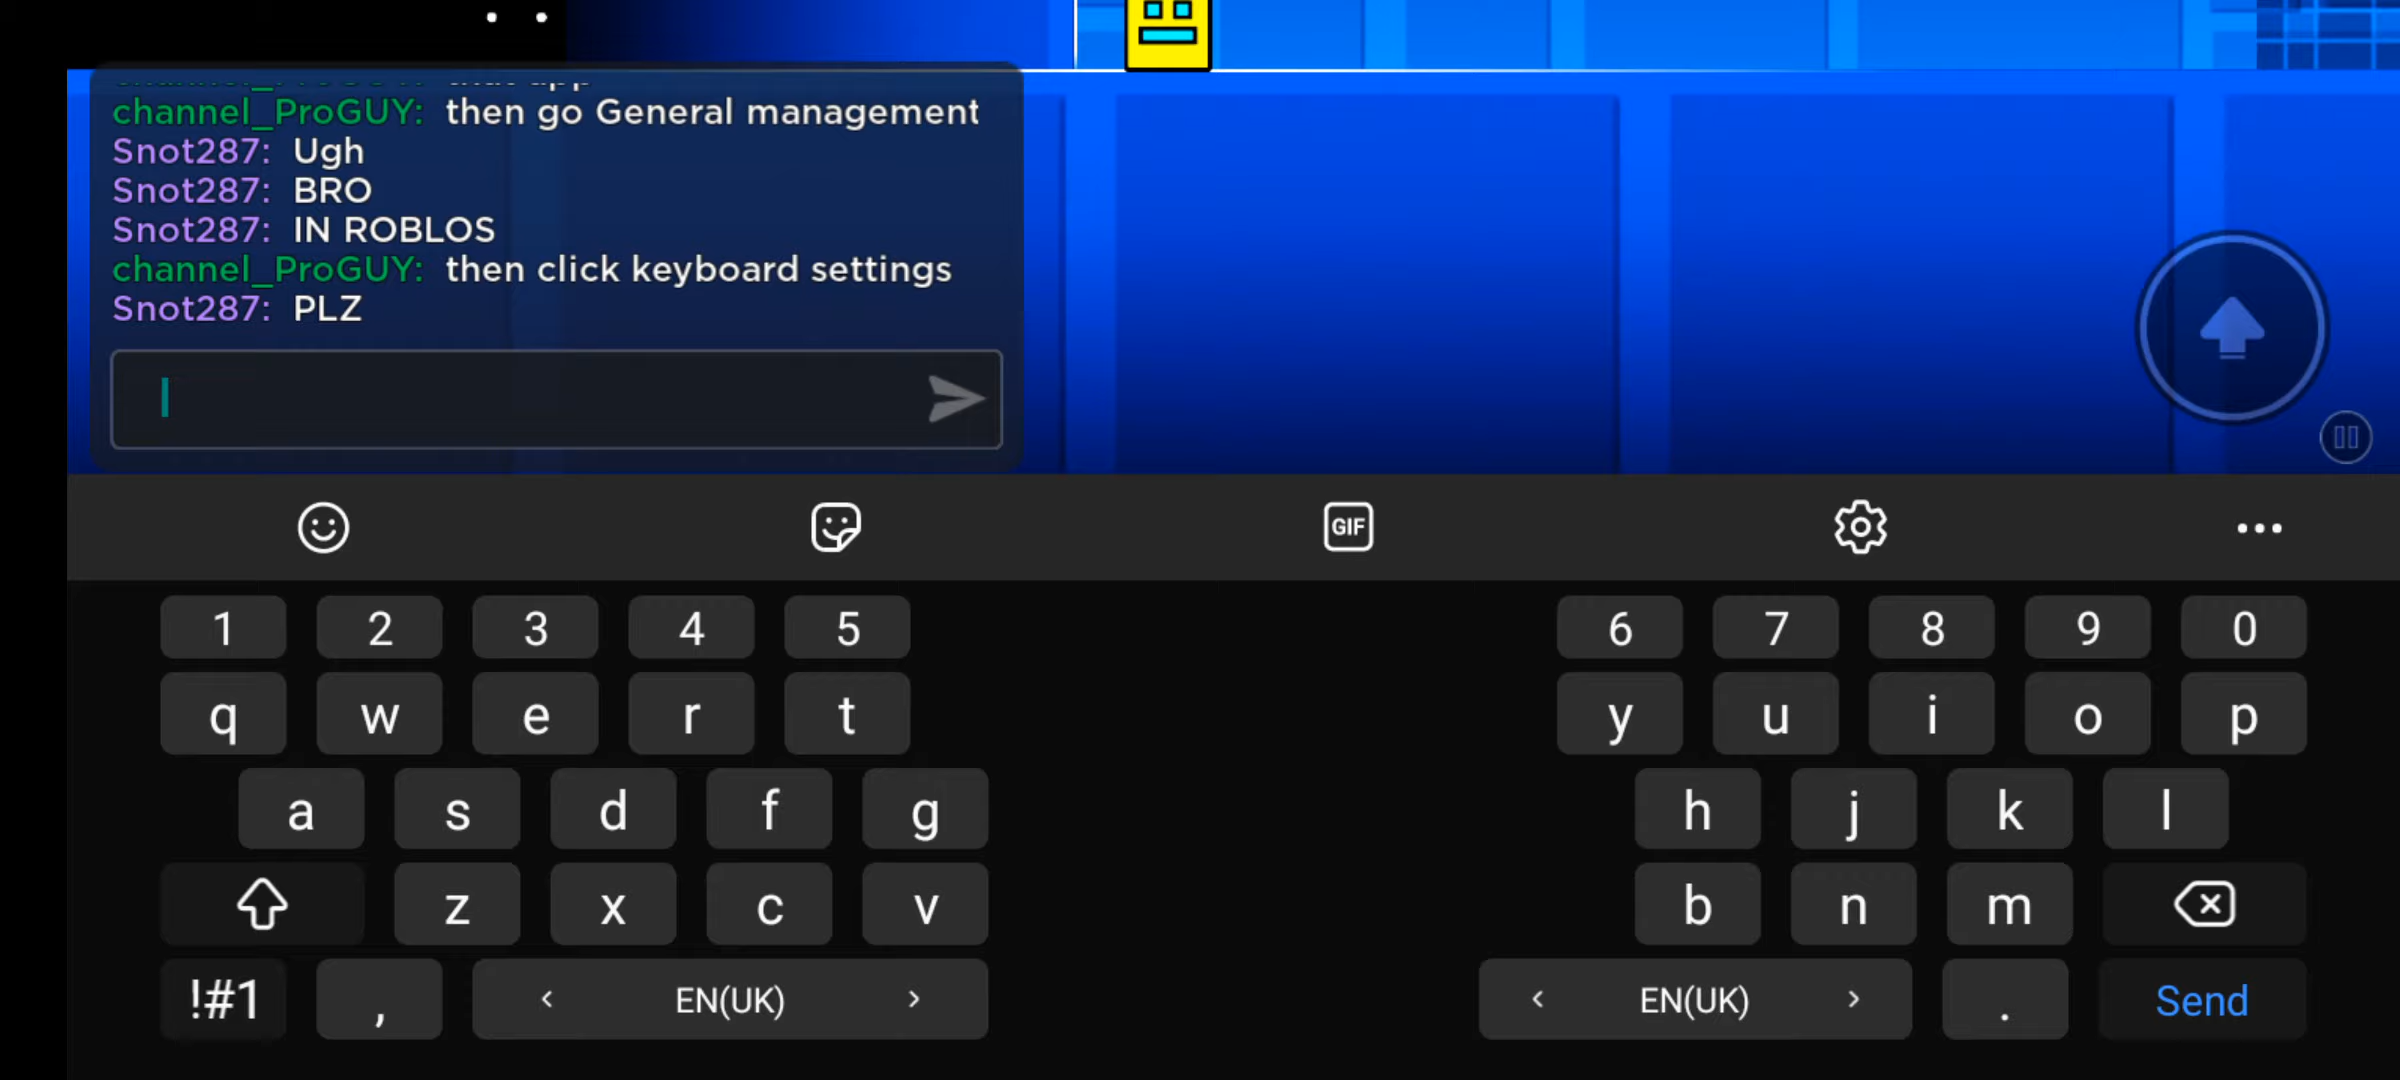 channel_ProGUY: then go General management
Snot287: Ugh
Snot287: BRO
Snot287: IN ROBLOS
channel_ProGUY: then click keyboard settings
Snot287: PLZ
GIF
1 2 3 4 5 6 7 8 9 0
q w e r t y u i o p
a s d f g h j k l
z x c v b n m
!#1 , < EN(UK) > < EN(UK) > . Send